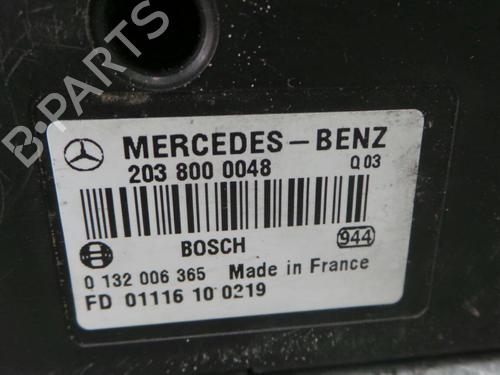 MERCEDES-BENZ
203 800 0048 Q03
BOSCH 944
0 132 006 365 Made in France
FD 01116 10 0219
B-PARTS